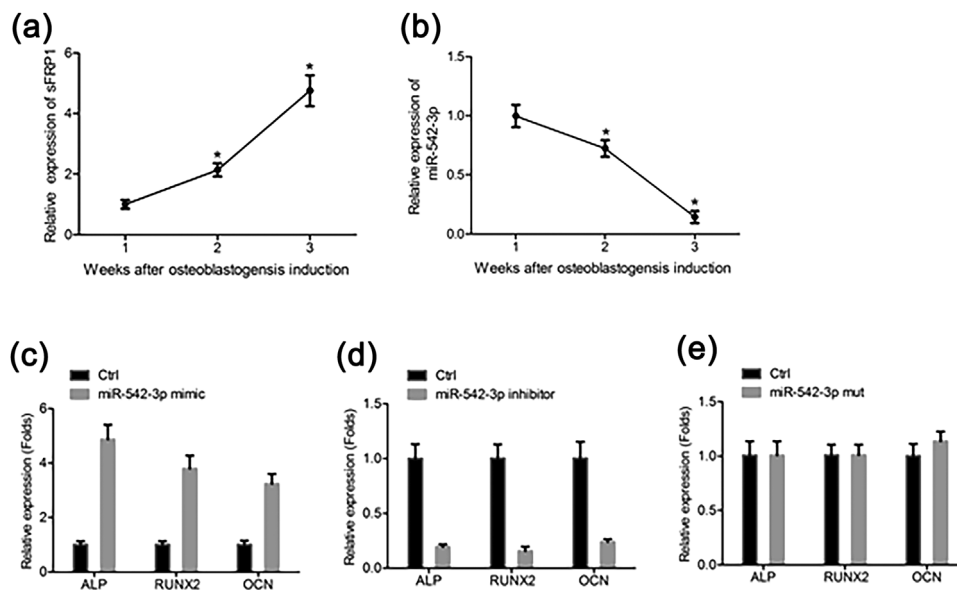 (a)
Relative expression of sFRP1
6
4
2
0
*
*
1 2 3
Weeks after osteoblastogensis induction
(b)
Relative expression of
miR-542-3p
1.5
1.0
0.5
0.0
*
*
1 2 3
Weeks after osteoblastogensis induction
(c)
Ctrl
miR-542-3p mimic
Relative expression (Folds)
6
4
2
0
ALP RUNX2 OCN
(d)
Ctrl
miR-542-3p inhibitor
Relative expression (Folds)
1.5
1.0
0.5
0.0
ALP RUNX2 OCN
(e)
Ctrl
miR-542-3p mut
Relative expression (Folds)
1.5
1.0
0.5
0.0
ALP RUNX2 OCN